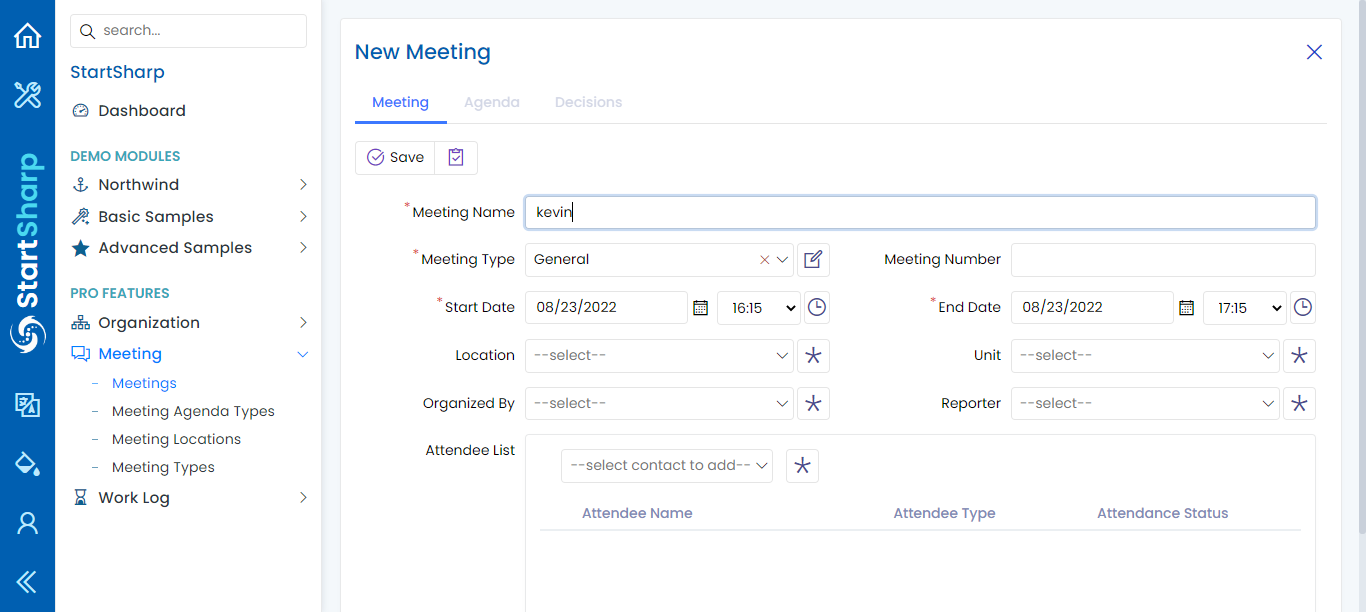 search...
StartSharp
Dashboard
DEMO MODULES
Northwind
Basic Samples
Advanced Samples
PRO FEATURES
Organization
Meeting
Meetings
Meeting Agenda Types
Meeting Locations
Meeting Types
Work Log
StartSharp
New Meeting
Meeting Agenda Decisions
Save
*Meeting Name kevin
*Meeting Type General Meeting Number
*Start Date 08/23/2022 16:15 *End Date 08/23/2022 17:15
Location --select-- Unit --select--
Organized By --select-- Reporter --select--
Attendee List
--select contact to add--
Attendee Name Attendee Type Attendance Status